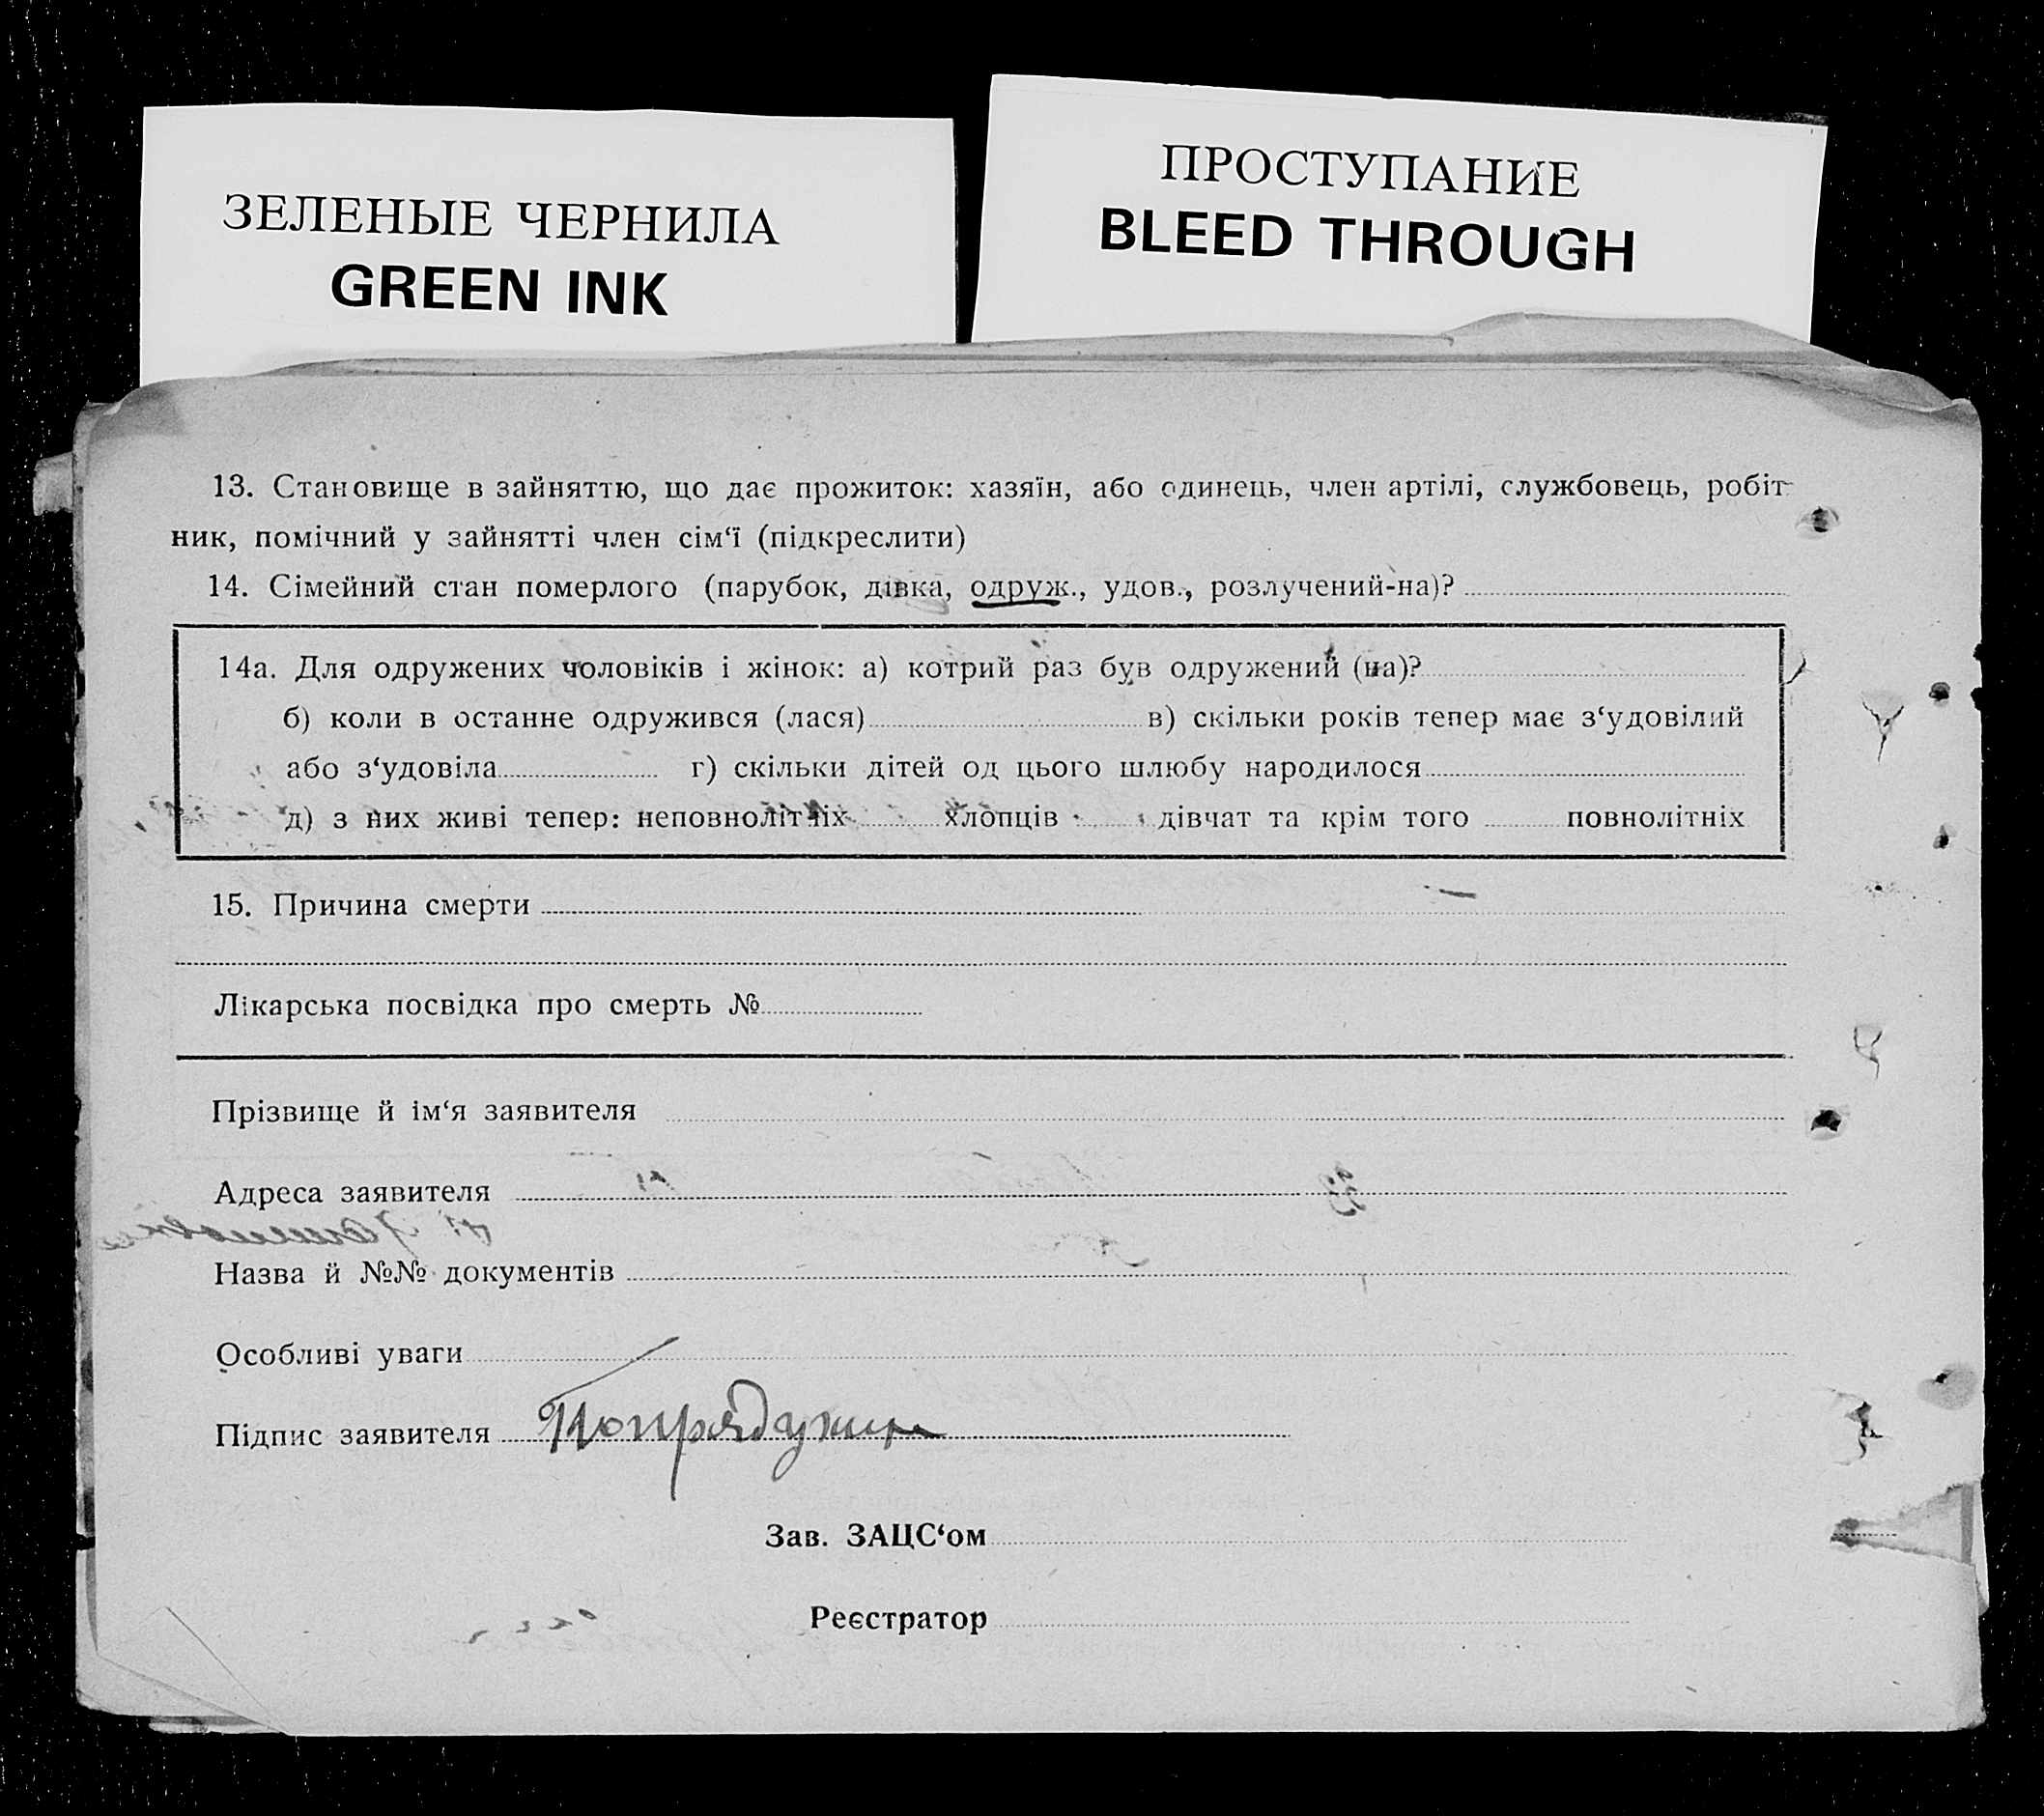 ЗЕЛЕНЫЕ ЧЕРНИЛА
GREEN INK
ПРОСТУПАНИЕ
BLEED THROUGH
13. Становище в зайняттю, що дає прожиток: хазяїн, або одинець, член артілі, службовець, робіт-
ник, помічний у зайнятті член сім‘ї (підкреслити)
14. Сімейний стан померлого (парубок, дівка, одруж., удов., розлучений-на)?
14а. Для одружених чоловіків і жінок: а) котрий раз був одружений (на)?
б) коли в останне одружився (лася) в) скільки років тепер має з‘удовілий
або з‘удовіла г) скільки дітей од цього шлюбу народилося
д) з них живі тепер: неповнолітніх хлопців дівчат та крім того повнолітніх
15. Причина смерти
Лікарська посвідка про смерть №
Прізвище й ім‘я заявителя
Адреса заявителя
Назва й №№ документів
Особливі уваги
Підпис заявителя
Зав. ЗАЦС‘ом
Реєстратор